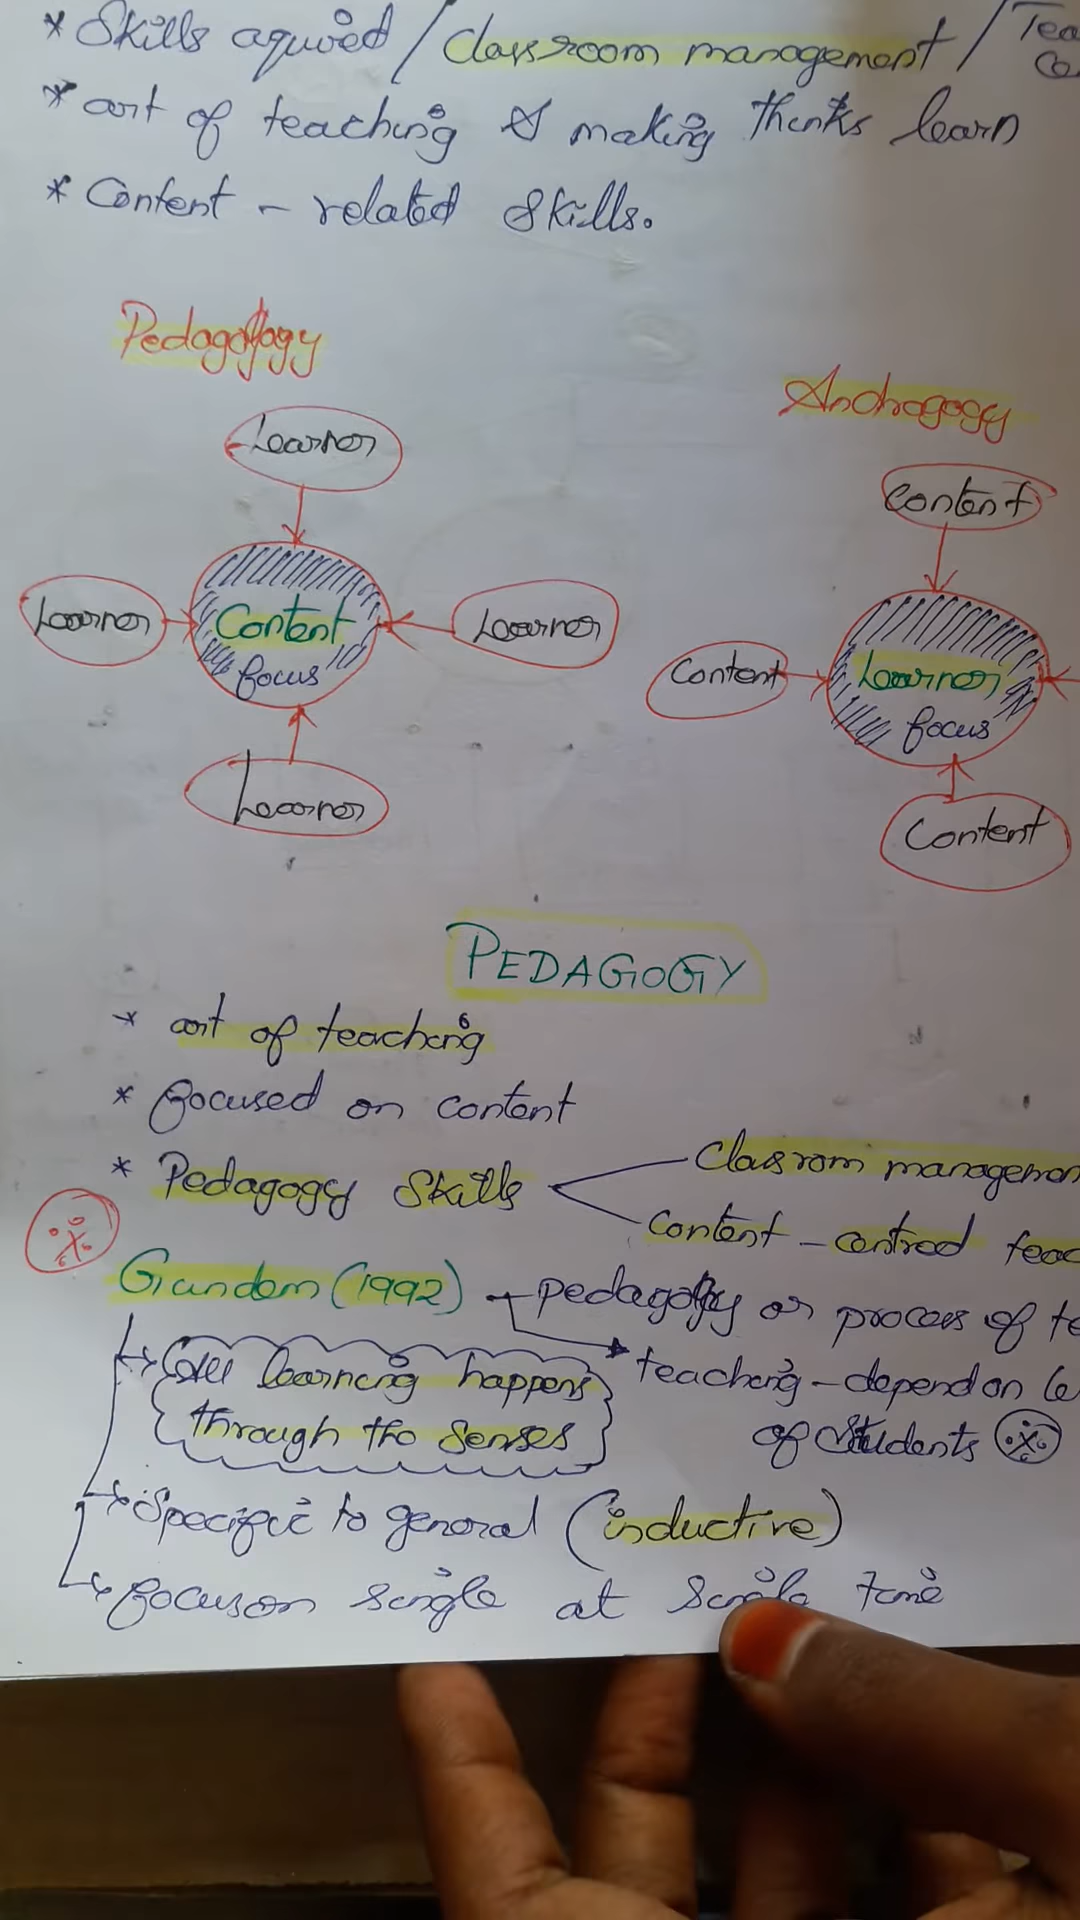 * Skills aquired / Classroom management / Tea
* art of teaching & making thinks learn
* Content - related skills.
Pedagogy
Andragogy
Learner
Content
Learner
Content
focus
Learner
Content
Learner
focus
Learner
Content
PEDAGOGY
* art of teaching
* focused on content
* Pedagogy skills
Classrom managemen
Content - centred teac
Gundem (1992) pedagogy or process of te
All learning happens
through the senses
teaching - depend on le
of students
Specific to general (inductive)
focus on single at single time